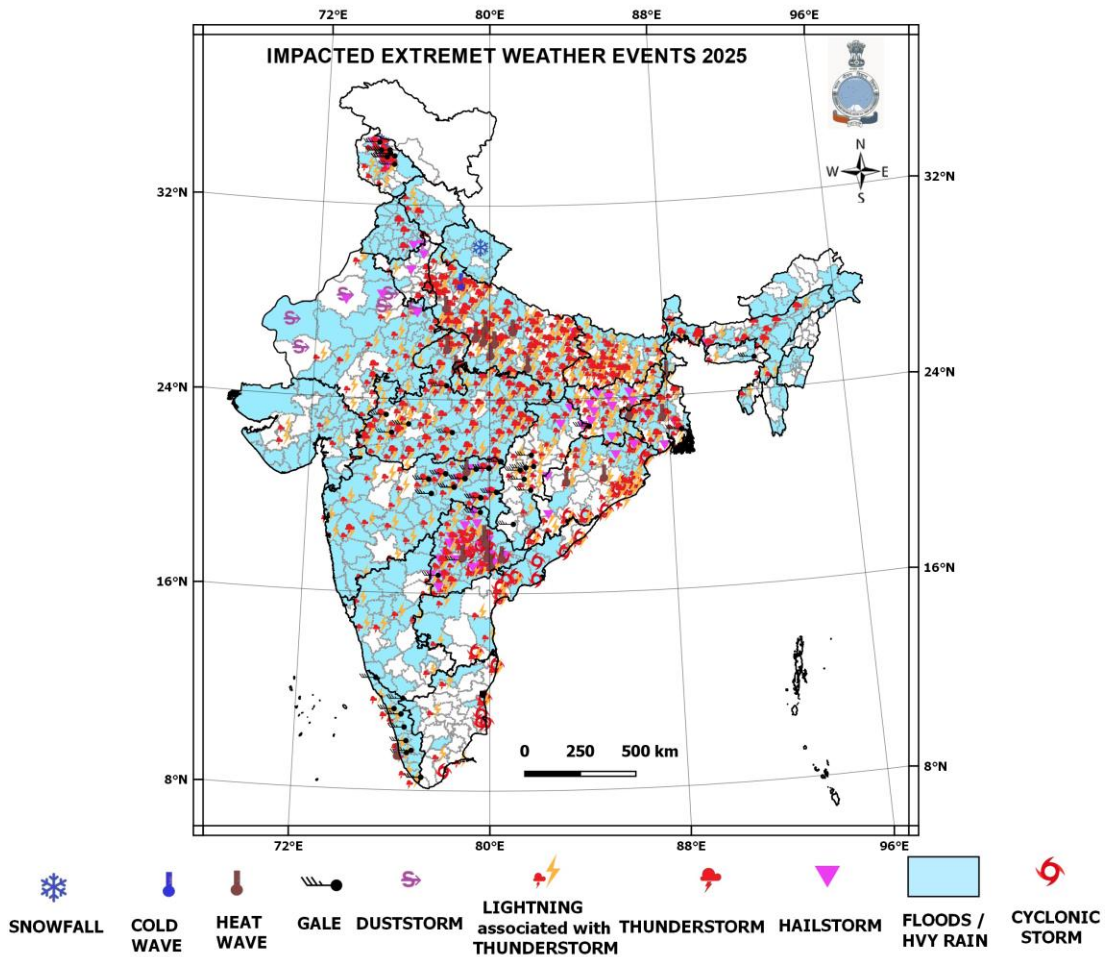 72°E 80°E 88°E 96°E
IMPACTED EXTREMET WEATHER EVENTS 2025
N
W E
S
32°N 32°N
24°N 24°N
16°N 16°N
0 250 500 km
8°N 8°N
72°E 80°E 88°E 96°E
SNOWFALL
COLD
WAVE
HEAT
WAVE
GALE
DUSTSTORM
LIGHTNING
associated with
THUNDERSTORM
THUNDERSTORM
HAILSTORM
FLOODS /
HVY RAIN
CYCLONIC
STORM